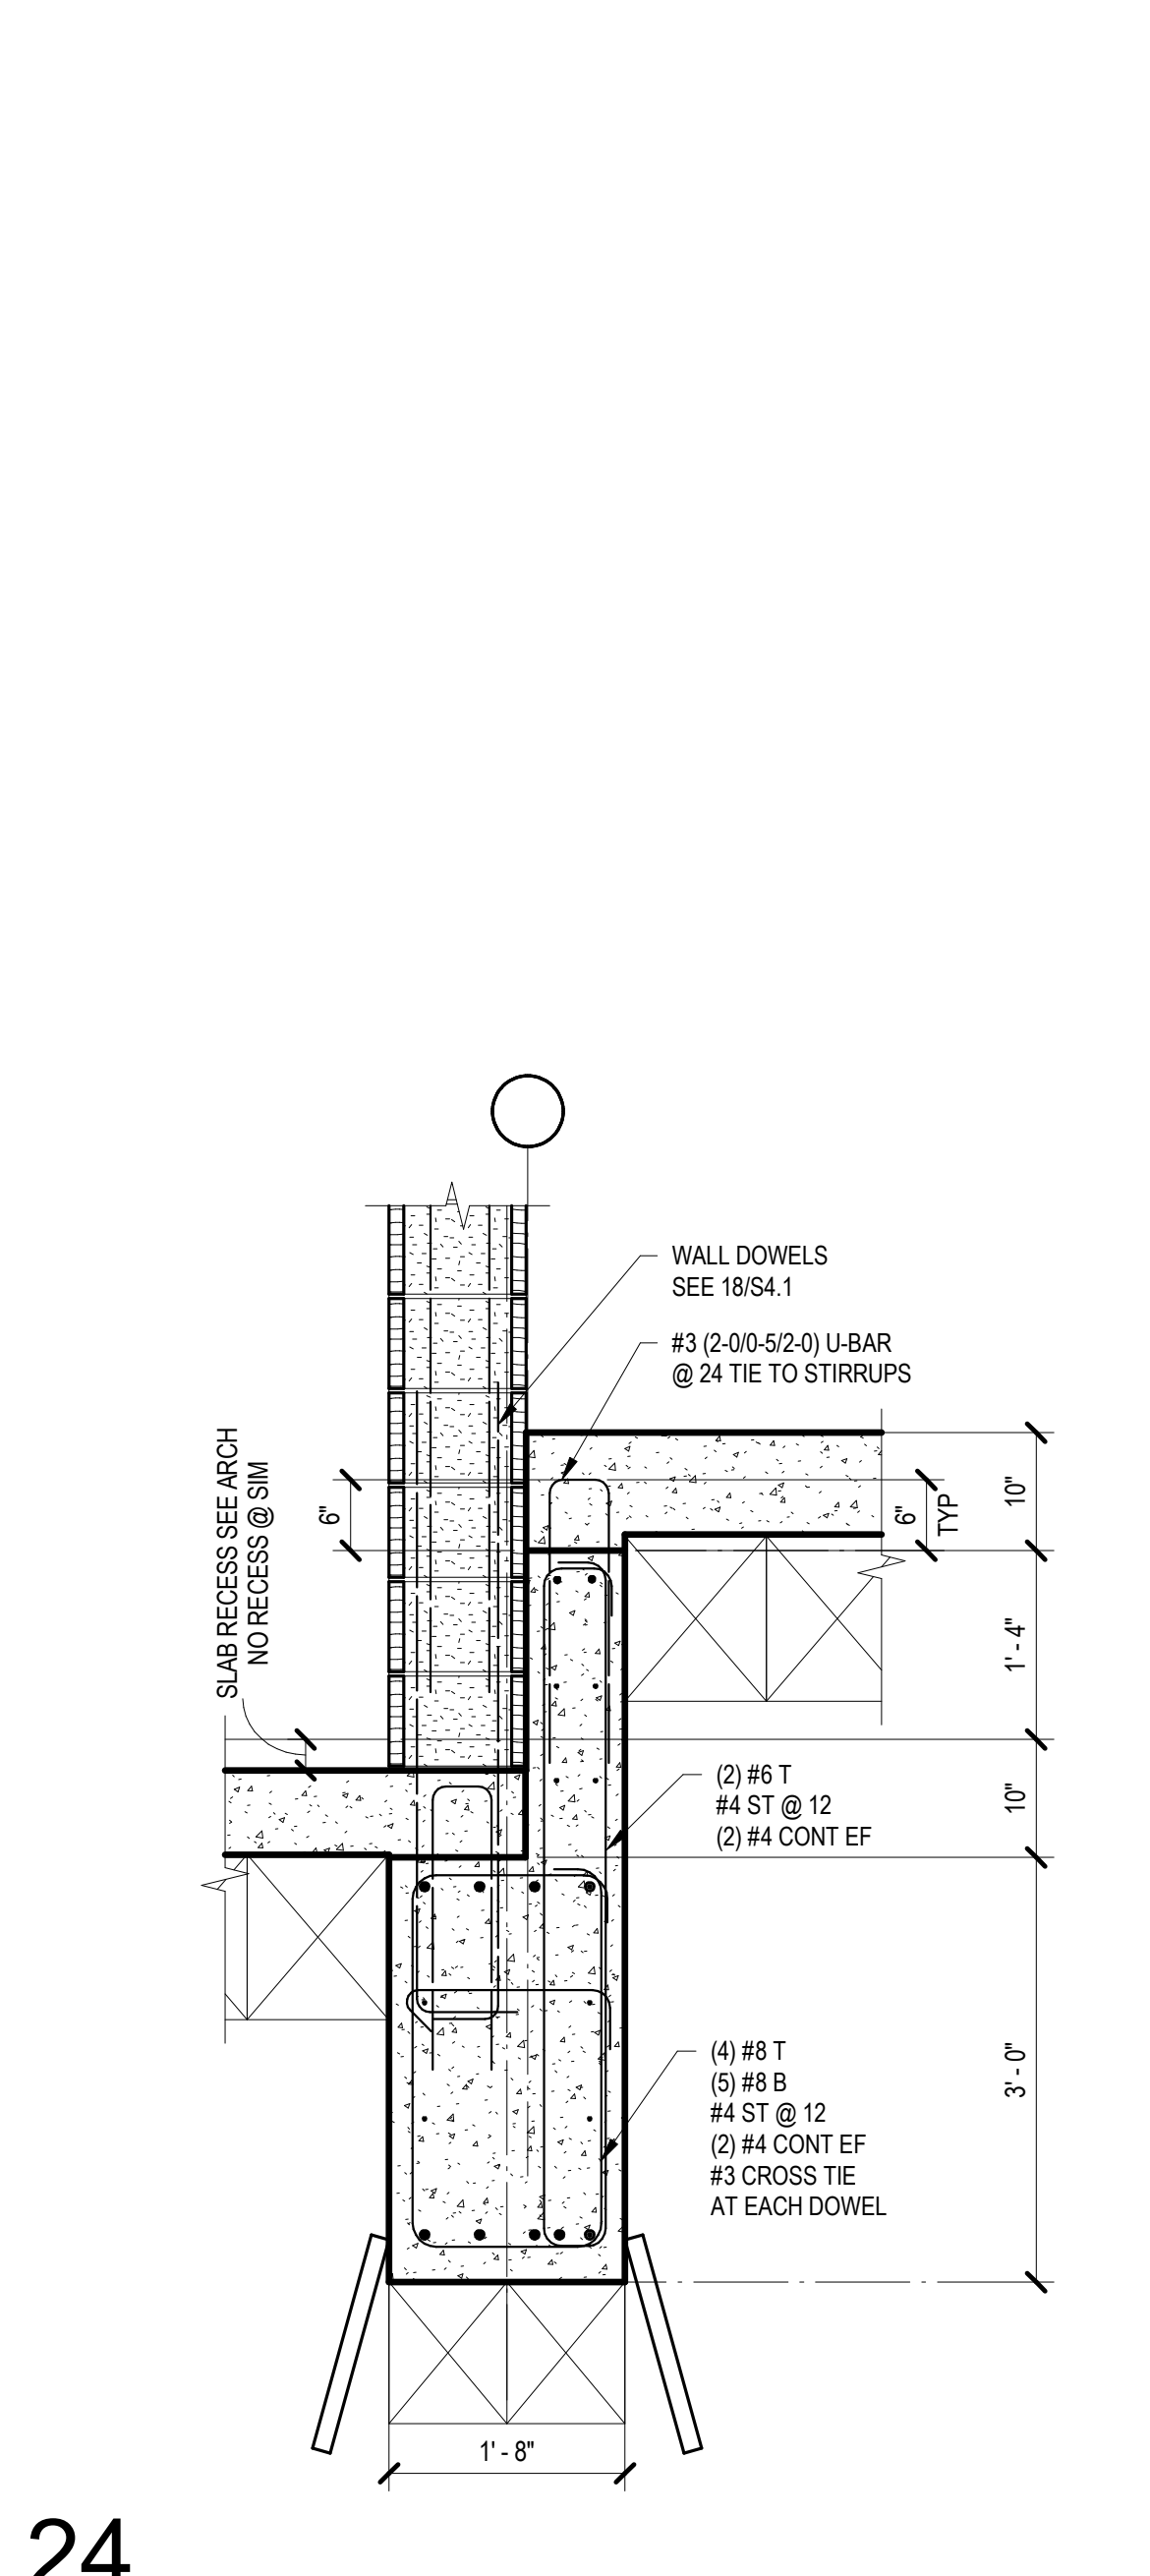 WALL DOWELS
SEE 18/S4.1
#3 (2-0/0-5/2-0) U-BAR
@ 24 TIE TO STIRRUPS
SLAB RECESS SEE ARCH
NO RECESS @ SIM
6"
6"
TYP
10"
1' - 4"
10"
3' - 0"
(2) #6 T
#4 ST @ 12
(2) #4 CONT EF
(4) #8 T
(5) #8 B
#4 ST @ 12
(2) #4 CONT EF
#3 CROSS TIE
AT EACH DOWEL
1' - 8"
24